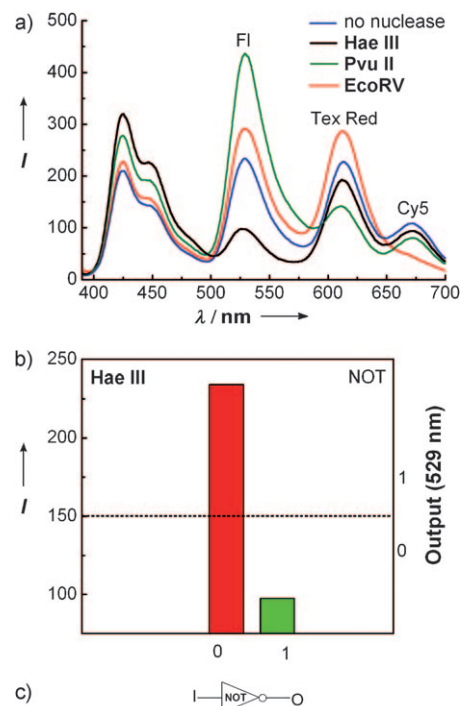 a)
500
400
300
200
100
0
I
Fl
Tex Red
Cy5
no nuclease
Hae III
Pvu II
EcoRV
400 450 500 550 600 650 700
λ / nm
b)
250
200
150
100
I
Hae III
NOT
1
0
Output (529 nm)
0 1
c)
I NOT O